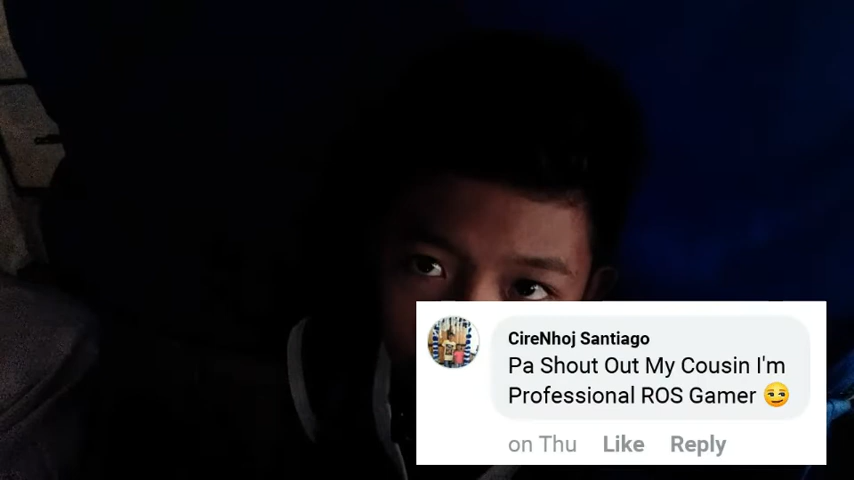 CireNhoj Santiago
Pa Shout Out My Cousin I'm
Professional ROS Gamer 😏
on Thu Like Reply